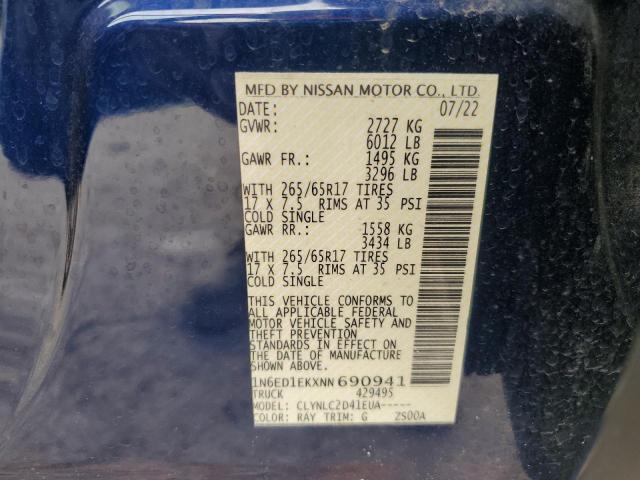 MFD BY NISSAN MOTOR CO., LTD.
DATE: 07/22
GVWR: 2727 KG
6012 LB
GAWR FR.: 1495 KG
3296 LB
WITH 265/65R17 TIRES
17 X 7.5 RIMS AT 35 PSI
COLD SINGLE
GAWR RR.: 1558 KG
3434 LB
WITH 265/65R17 TIRES
17 X 7.5 RIMS AT 35 PSI
COLD SINGLE
THIS VEHICLE CONFORMS TO
ALL APPLICABLE FEDERAL
MOTOR VEHICLE SAFETY AND
THEFT PREVENTION
STANDARDS IN EFFECT ON
THE DATE OF MANUFACTURE
SHOWN ABOVE.
1N6ED1EKXNN690941
TRUCK 429495
MODEL: CLYNLC2D41EUA-----
COLOR: RAY TRIM: G ZS00A